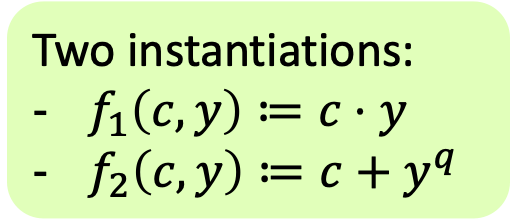 Two instantiations:
- f₁(c, y) ≔ c · y
- f₂(c, y) ≔ c + y^q